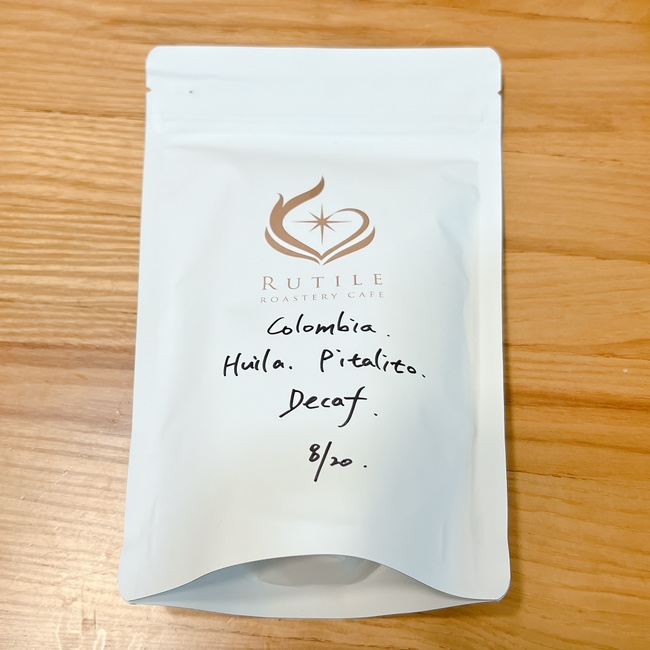 RUTILE
ROASTERY CAFE
Colombia.
Huila. Pitalito.
Decaf.
8/20.